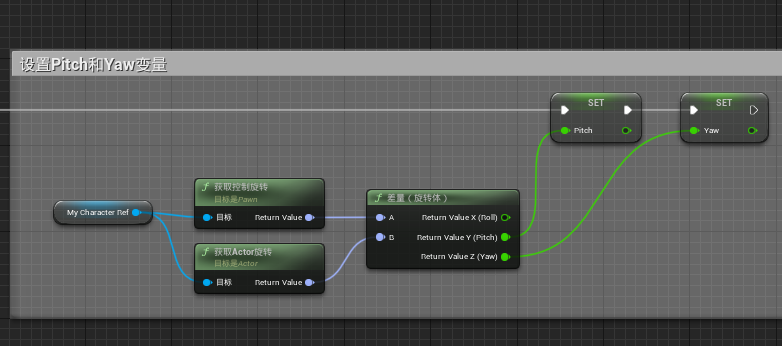 设置Pitch和Yaw变量
SET
SET
Pitch
Yaw
获取控制旋转
目标是Pawn
目标
Return Value
My Character Ref
获取Actor旋转
目标是Actor
目标
Return Value
差量（旋转体）
A
Return Value X (Roll)
B
Return Value Y (Pitch)
Return Value Z (Yaw)